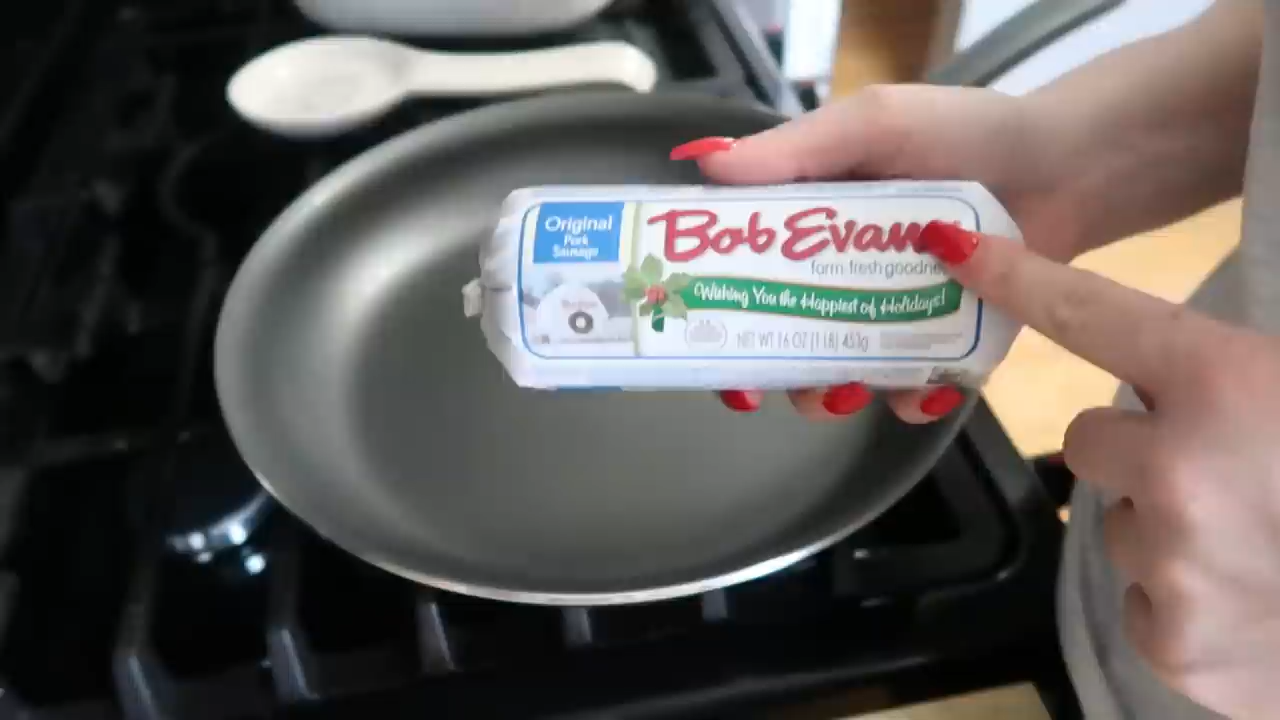 Original
Pork
Sausage
Bob Evans
farm fresh goodness
Wishing You the Happiest of Holidays!
NET WT 16 OZ (1 LB) 453g